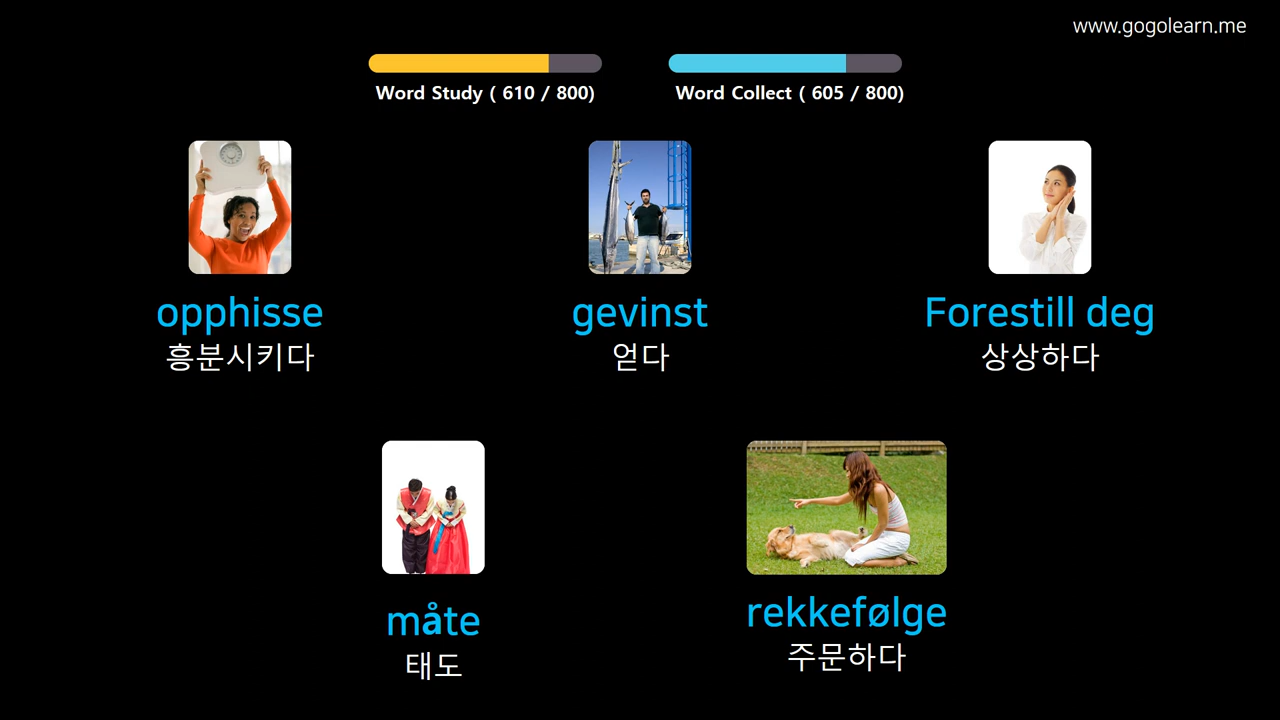 www.gogolearn.me
Word Study ( 610 / 800)
Word Collect ( 605 / 800)
opphisse
흥분시키다
gevinst
얻다
Forestill deg
상상하다
måte
태도
rekkefølge
주문하다